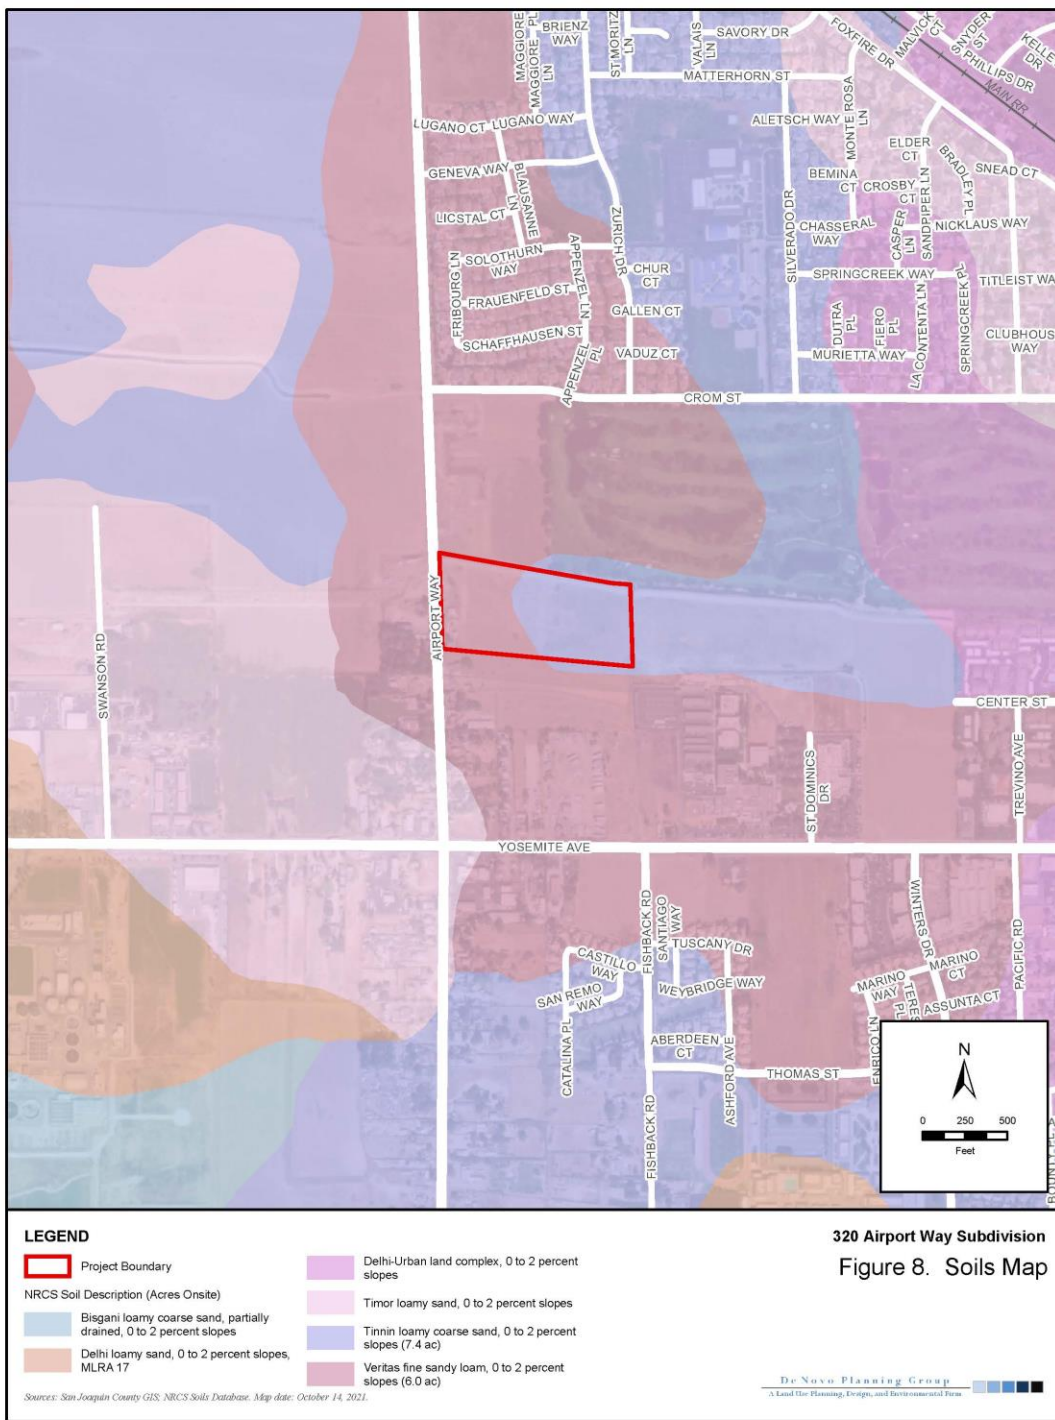 MAGGIORE LN
MAGGIORE PL
BRIENZ WAY
ST MORITZ LN
VALAIS LN
SAVORY DR
FOXFIRE DR
MALVICK CT
SNYDER ST
PHILLIPS DR
MAIN RR
MATTERHORN ST
LUGANO CT
LUGANO WAY
ALETSCH WAY
MONTE ROSA LN
ELDER CT
BRADLEY PL
SNEAD CT
GENEVA WAY
BLAUSANNE LN
BEMINA CT
CROSBY CT
SANDPIPER LN
LICSTAL CT
ZURICH DR
SILVERADO DR
CHASSERAL WAY
CASPER LN
NICKLAUS WAY
SOLOTHURN WAY
APPENZEL LN
CHUR CT
SPRINGCREEK WAY
TITLEIST WA
FRIBOURG LN
FRAUENFELD ST
GALLEN CT
DUTRA PL
FIERO PL
LA CONTENTA LN
SPRINGCREEK PL
SCHAFFHAUSEN ST
APPENZEL PL
VADUZ CT
MURIETTA WAY
CLUBHOUS
WAY
CROM ST
AIRPORT WAY
SWANSON RD
CENTER ST
TREVINO AVE
ST DOMINICS DR
YOSEMITE AVE
FISHBACK RD
SANTIAGO WAY
TUSCANY DR
CASTILLO WAY
WEYBRIDGE WAY
SAN REMO WAY
CATALINA PL
ABERDEEN CT
ASHFORD AVE
THOMAS ST
FISHBACK RD
WINTERS DR
MARINO CT
MARINO WAY
TERES
PL
ASSUNTA CT
PACIFIC RD
ENRICO LN
N
0 250 500
Feet
LEGEND
Project Boundary
NRCS Soil Description (Acres Onsite)
Bisgani loamy coarse sand, partially
drained, 0 to 2 percent slopes
Delhi loamy sand, 0 to 2 percent slopes,
MLRA 17
Delhi-Urban land complex, 0 to 2 percent
slopes
Timor loamy sand, 0 to 2 percent slopes
Tinnin loamy coarse sand, 0 to 2 percent
slopes (7.4 ac)
Veritas fine sandy loam, 0 to 2 percent
slopes (6.0 ac)
320 Airport Way Subdivision
Figure 8. Soils Map
Sources: San Joaquin County GIS; NRCS Soils Database. Map date: October 14, 2021.
De Novo Planning Group
A Land Use Planning, Design, and Environmental Firm